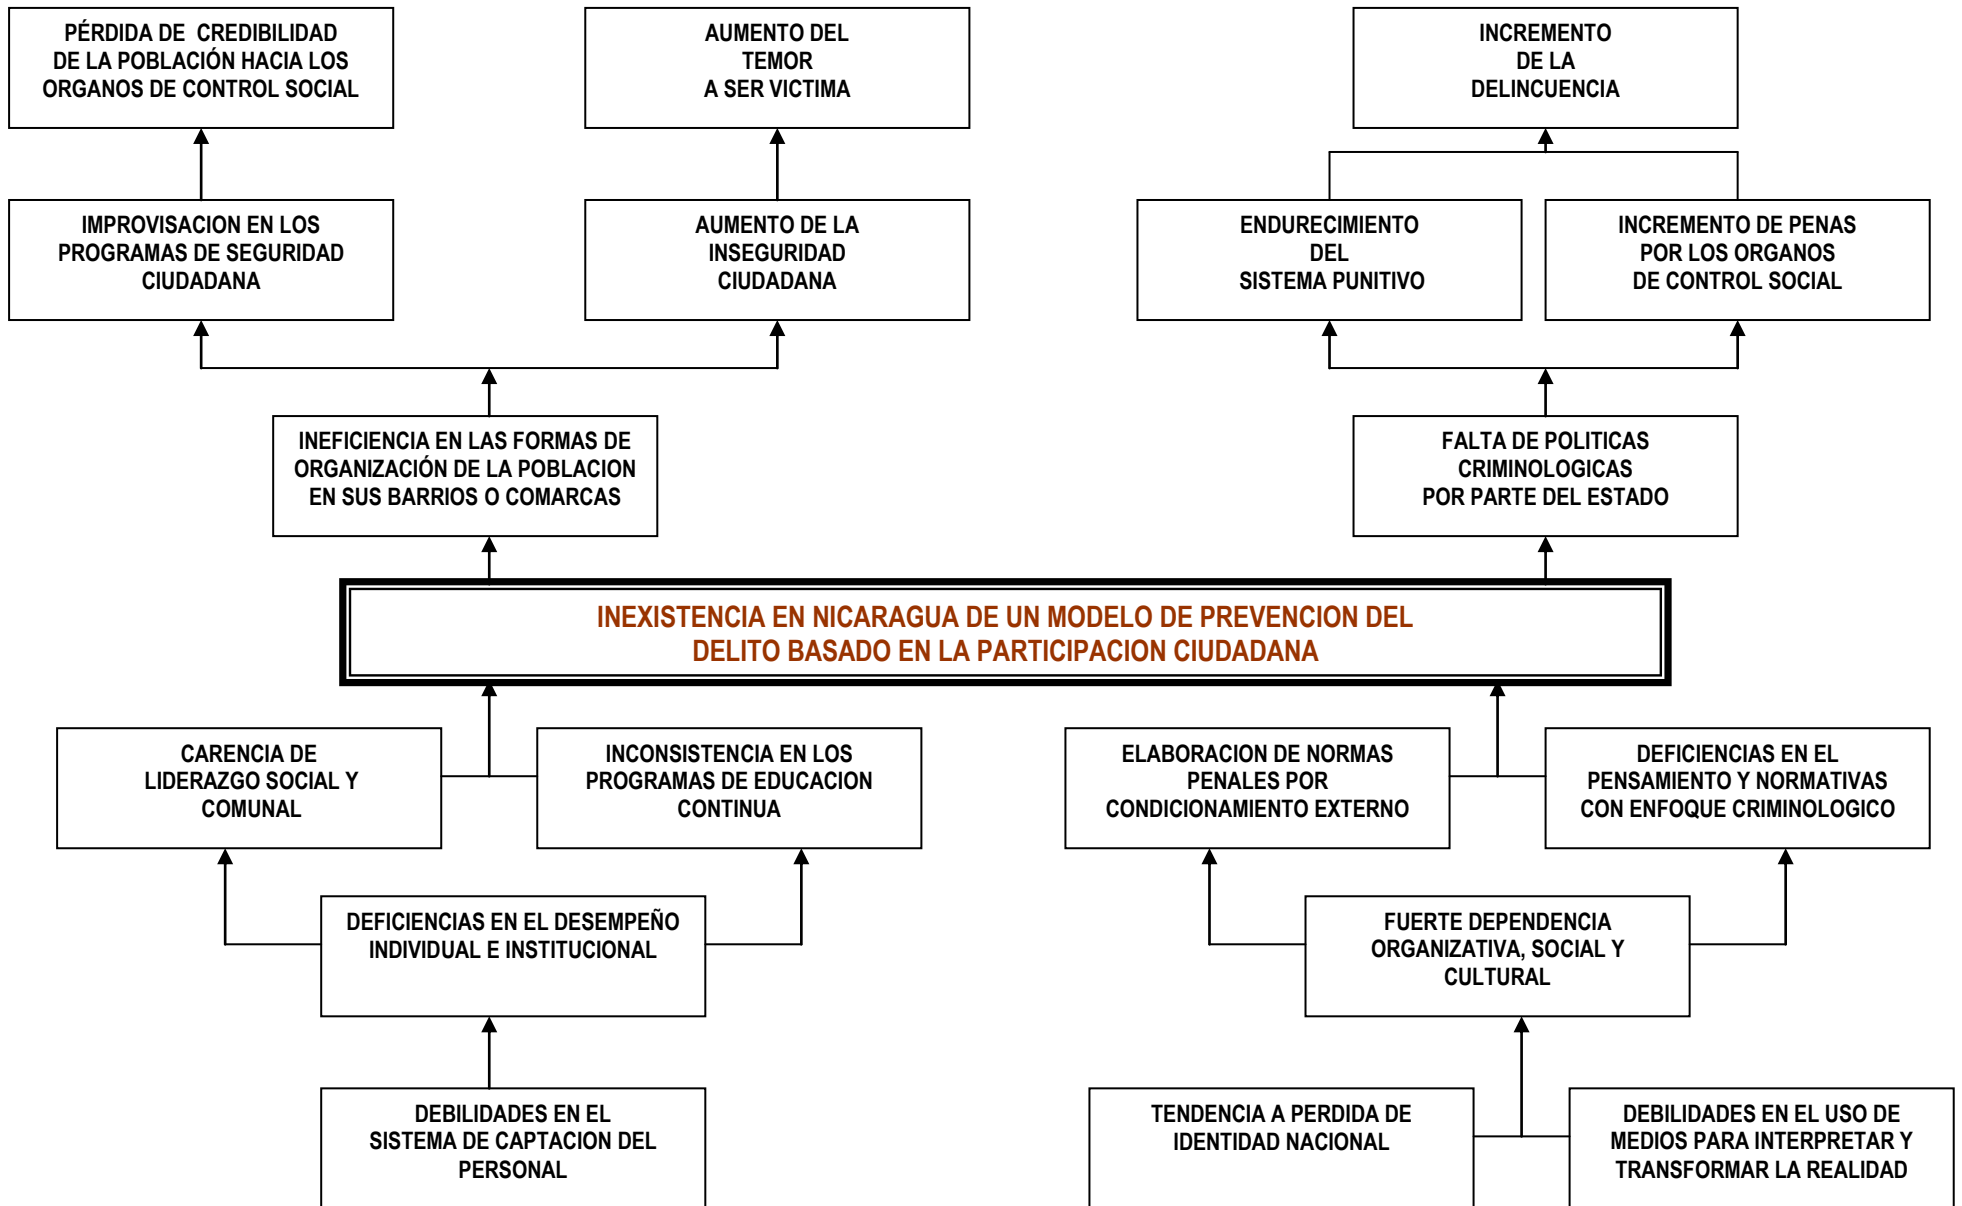 PÉRDIDA DE CREDIBILIDAD
DE LA POBLACIÓN HACIA LOS
ORGANOS DE CONTROL SOCIAL
AUMENTO DEL
TEMOR
A SER VICTIMA
INCREMENTO
DE LA
DELINCUENCIA
IMPROVISACION EN LOS
PROGRAMAS DE SEGURIDAD
CIUDADANA
AUMENTO DE LA
INSEGURIDAD
CIUDADANA
ENDURECIMIENTO
DEL
SISTEMA PUNITIVO
INCREMENTO DE PENAS
POR LOS ORGANOS
DE CONTROL SOCIAL
INEFICIENCIA EN LAS FORMAS DE
ORGANIZACIÓN DE LA POBLACION
EN SUS BARRIOS O COMARCAS
FALTA DE POLITICAS
CRIMINOLOGICAS
POR PARTE DEL ESTADO
INEXISTENCIA EN NICARAGUA DE UN MODELO DE PREVENCION DEL
DELITO BASADO EN LA PARTICIPACION CIUDADANA
CARENCIA DE
LIDERAZGO SOCIAL Y
COMUNAL
INCONSISTENCIA EN LOS
PROGRAMAS DE EDUCACION
CONTINUA
ELABORACION DE NORMAS
PENALES POR
CONDICIONAMIENTO EXTERNO
DEFICIENCIAS EN EL
PENSAMIENTO Y NORMATIVAS
CON ENFOQUE CRIMINOLOGICO
DEFICIENCIAS EN EL DESEMPEÑO
INDIVIDUAL E INSTITUCIONAL
FUERTE DEPENDENCIA
ORGANIZATIVA, SOCIAL Y
CULTURAL
DEBILIDADES EN EL
SISTEMA DE CAPTACION DEL
PERSONAL
TENDENCIA A PERDIDA DE
IDENTIDAD NACIONAL
DEBILIDADES EN EL USO DE
MEDIOS PARA INTERPRETAR Y
TRANSFORMAR LA REALIDAD